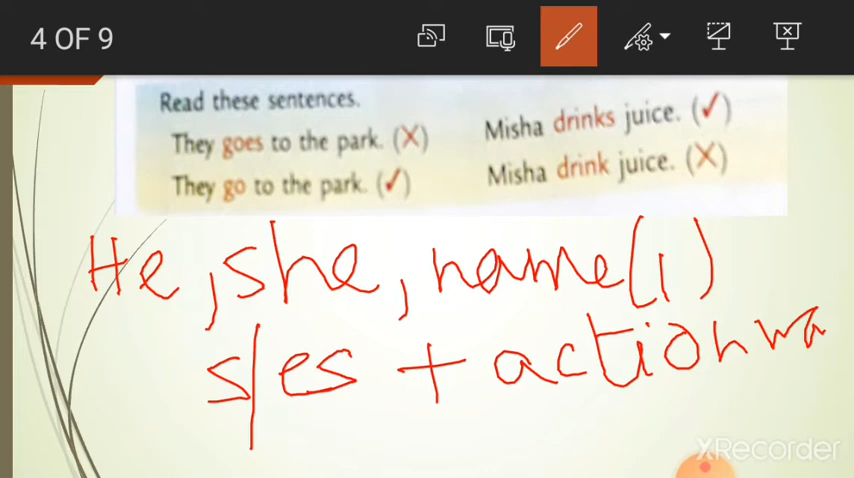 4 OF 9
Read these sentences.
They goes to the park. (X)
They go to the park. (✓)
Misha drinks juice. (✓)
Misha drink juice. (X)
He, she, name(1)
s/es + action wa
XRecorder